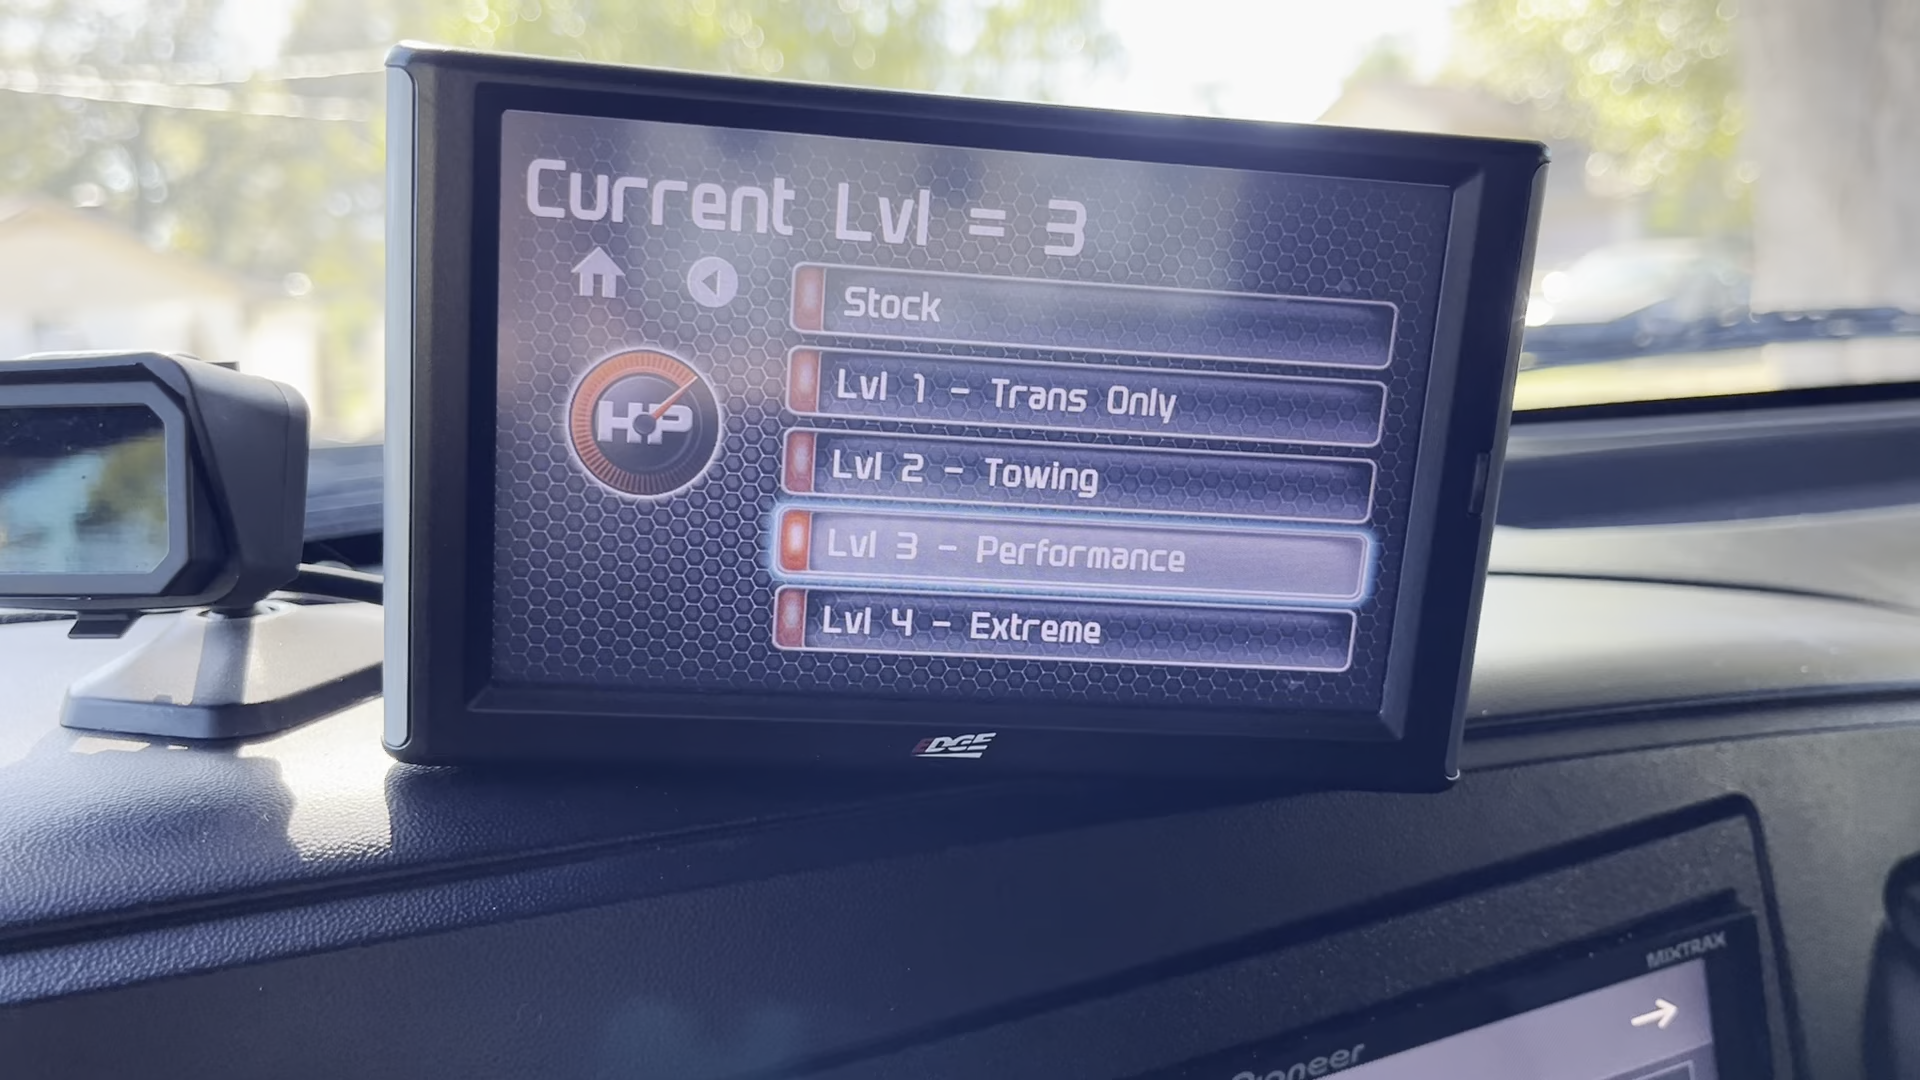 Current Lvl = 3
Stock
Lvl 1 - Trans Only
HP
Lvl 2 - Towing
Lvl 3 - Performance
Lvl 4 - Extreme
EDGE
MIXTRAX
Pioneer